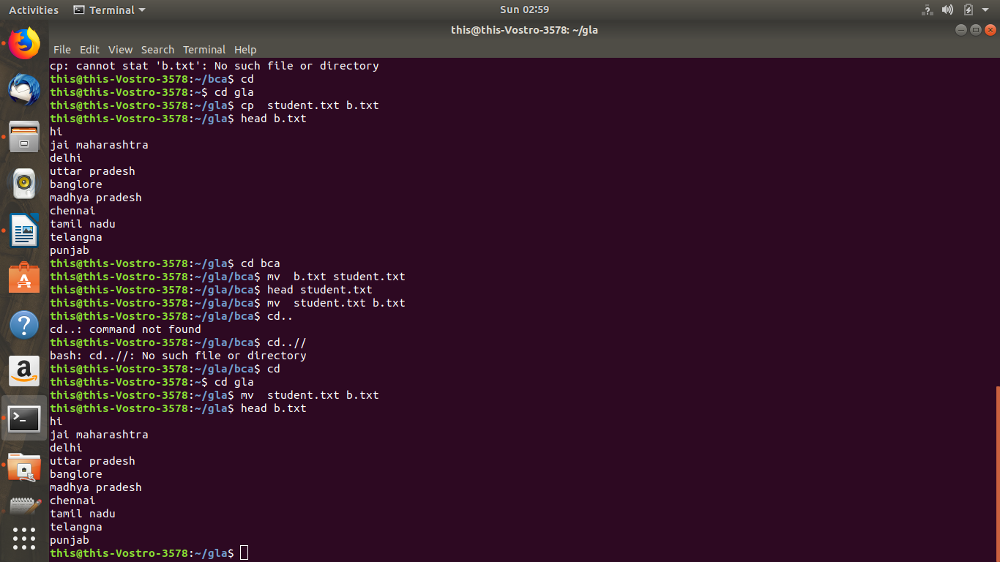 Activities Terminal Sun 02:59
this@this-Vostro-3578: ~/gla
File Edit View Search Terminal Help
cp: cannot stat 'b.txt': No such file or directory
this@this-Vostro-3578:~/bca$ cd
this@this-Vostro-3578:~$ cd gla
this@this-Vostro-3578:~/gla$ cp  student.txt b.txt
this@this-Vostro-3578:~/gla$ head b.txt
hi
jai maharashtra
delhi
uttar pradesh
banglore
madhya pradesh
chennai
tamil nadu
telangna
punjab
this@this-Vostro-3578:~/gla$ cd bca
this@this-Vostro-3578:~/gla/bca$ mv  b.txt student.txt
this@this-Vostro-3578:~/gla/bca$ head student.txt
this@this-Vostro-3578:~/gla/bca$ mv  student.txt b.txt
this@this-Vostro-3578:~/gla/bca$ cd..
cd..: command not found
this@this-Vostro-3578:~/gla/bca$ cd..//
bash: cd..//: No such file or directory
this@this-Vostro-3578:~/gla/bca$ cd
this@this-Vostro-3578:~$ cd gla
this@this-Vostro-3578:~/gla$ mv  student.txt b.txt
this@this-Vostro-3578:~/gla$ head b.txt
hi
jai maharashtra
delhi
uttar pradesh
banglore
madhya pradesh
chennai
tamil nadu
telangna
punjab
this@this-Vostro-3578:~/gla$